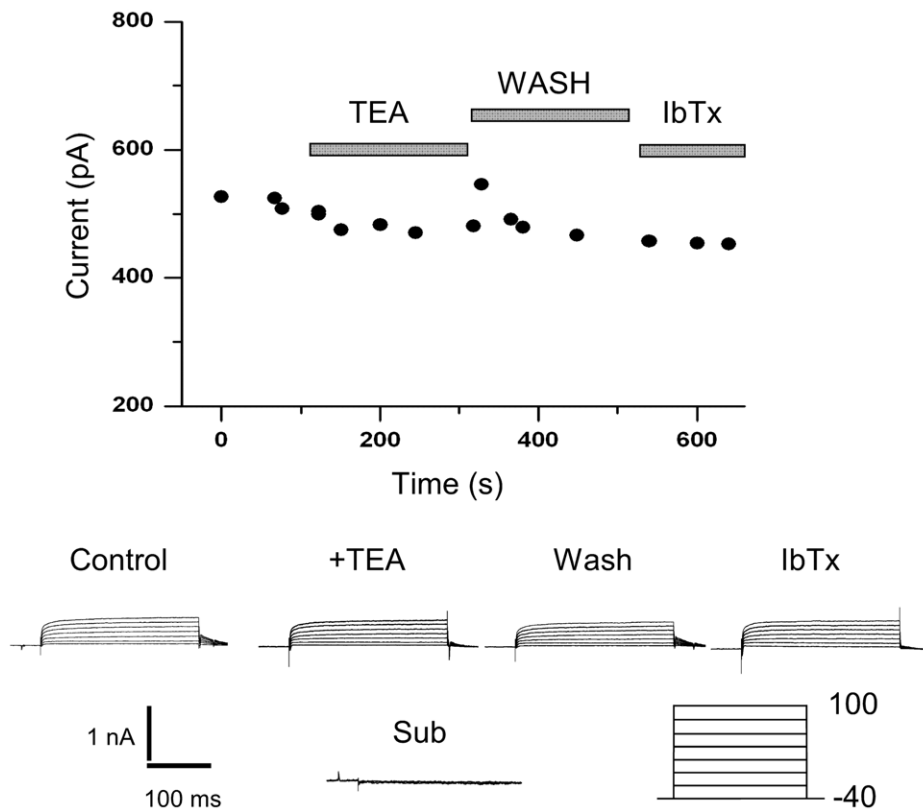 800
WASH
TEA
IbTx
600
Current (pA)
400
200
0
200
400
600
Time (s)
Control
+TEA
Wash
IbTx
100
1 nA
Sub
-40
100 ms